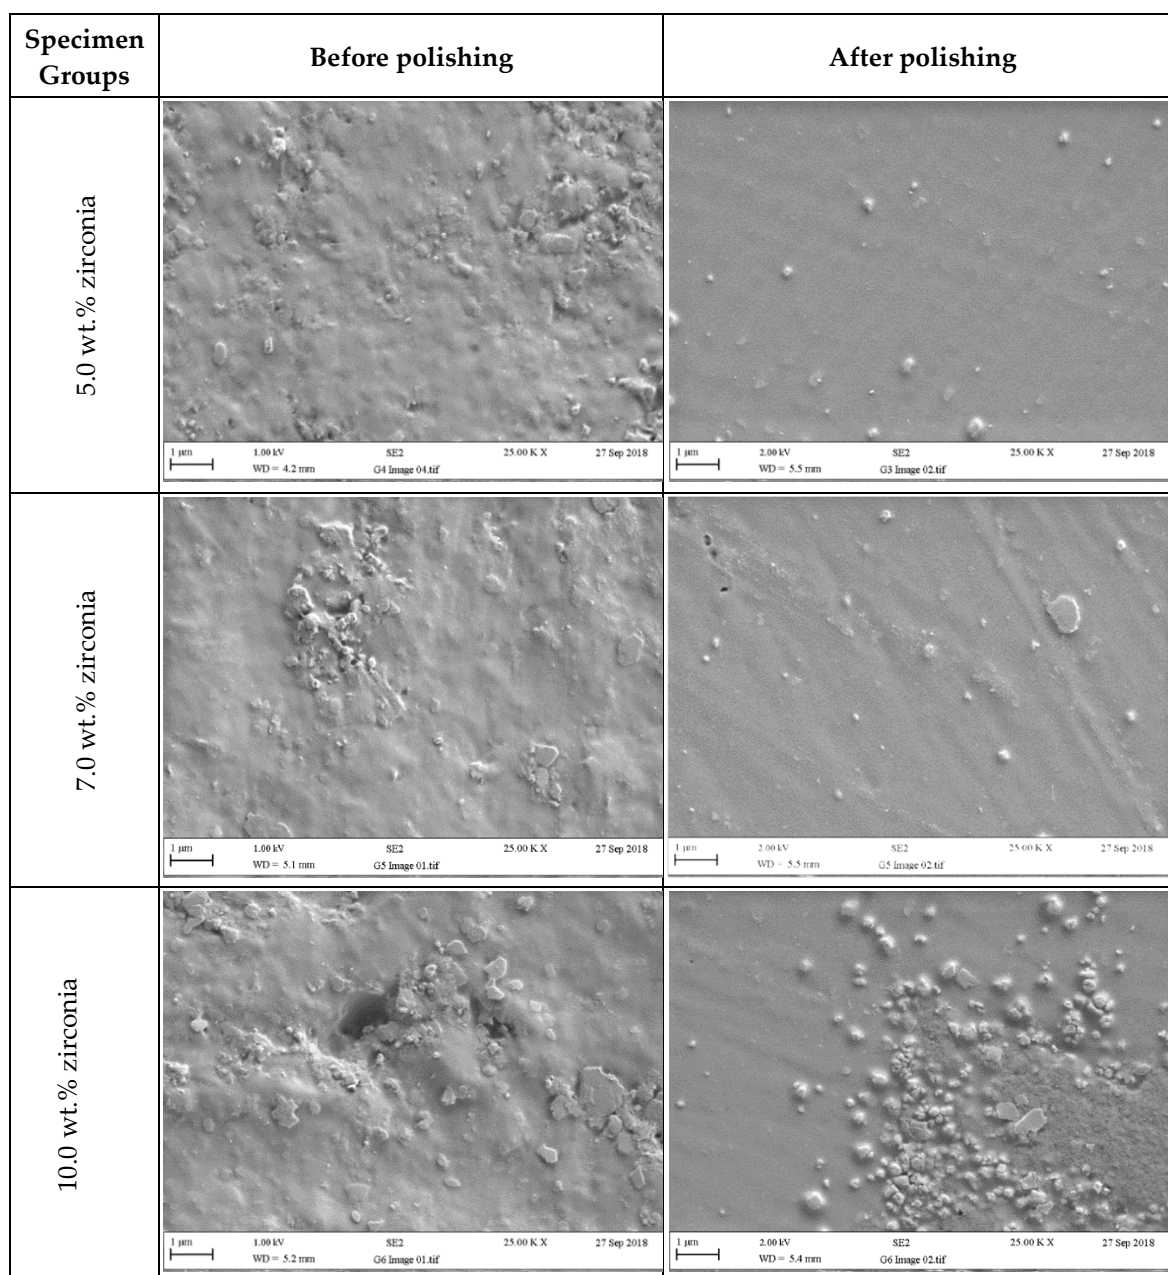 Specimen
Groups
Before polishing
After polishing
5.0 wt.% zirconia
1 µm 1.00 kV SE2 25.00 K X 27 Sep 2018
WD = 4.2 mm G4 Image 04.tif
1 µm 2.00 kV SE2 25.00 K X 27 Sep 2018
WD = 5.5 mm G3 Image 02.tif
7.0 wt.% zirconia
1 µm 1.00 kV SE2 25.00 K X 27 Sep 2018
WD = 5.1 mm G5 Image 01.tif
1 µm 2.00 kV SE2 25.00 K X 27 Sep 2018
WD = 5.5 mm G5 Image 02.tif
10.0 wt.% zirconia
1 µm 1.00 kV SE2 25.00 K X 27 Sep 2018
WD = 5.2 mm G6 Image 01.tif
1 µm 2.00 kV SE2 25.00 K X 27 Sep 2018
WD = 5.4 mm G6 Image 02.tif